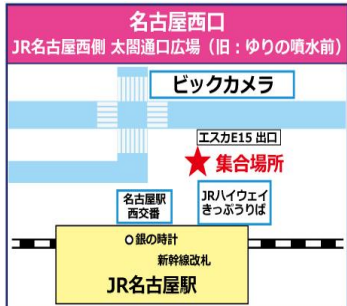 名古屋西口
JR名古屋西側 太閤通口広場（旧：ゆりの噴水前）
ビックカメラ
エスカE15 出口
★ 集合場所
名古屋駅
西交番
JRハイウェイ
きっぷうりば
○銀の時計
新幹線改札
JR名古屋駅